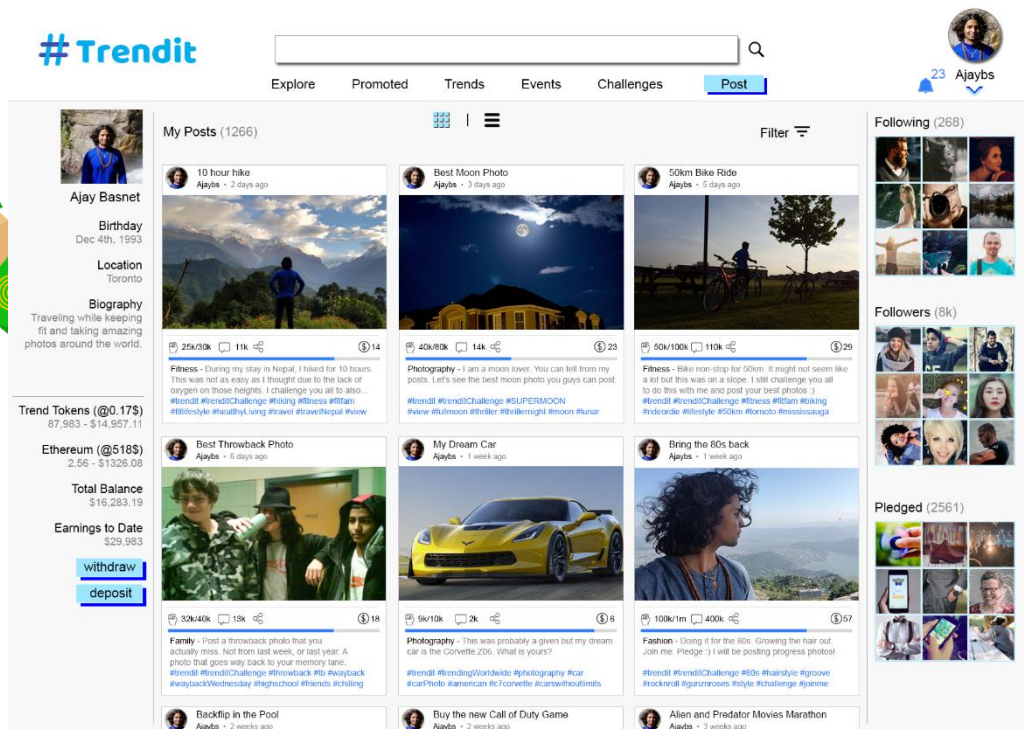 # Trendit
Explore Promoted Trends Events Challenges Post
23 Ajaybs
Ajay Basnet
Birthday
Dec 4th, 1993
Location
Toronto
Biography
Traveling while keeping
fit and taking amazing
photos around the world.
Trend Tokens (@0.17$)
87,983 - $14,957.11
Ethereum (@518$)
2.56 - $1326.08
Total Balance
$16,283.19
Earnings to Date
$29,983
withdraw
deposit
My Posts (1266)
Filter
10 hour hike
Ajaybs • 2 days ago
25k/30k 11k $ 14
Fitness - During my stay in Nepal, I hiked for 10 hours.
This was not as easy as I thought due to the lack of
oxygen on those heights. I challenge you all to also...
#trendit #trenditChallenge #hiking #fitness #fitfam
#fitlifestyle #healthyLiving #travel #travelNepal #view
Best Moon Photo
Ajaybs • 3 days ago
40k/80k 14k $ 23
Photography - I am a moon lover. You can tell from my
posts. Let's see the best moon photo you guys can post
#trendit #trenditChallenge #SUPERMOON
#view #fullmoon #thriller #thrillernight #moon #lunar
50km Bike Ride
Ajaybs • 5 days ago
50k/100k 110k $29
Fitness - Bike non-stop for 50km. It might not seem like
a lot but this was on a slope. I still challenge you all
to do this with me and post your best photos :)
#trendit #trenditChallenge #fitness #fitfam #biking
#rideordie #lifestyle #50km #tornoto #mississauga
Best Throwback Photo
Ajaybs • 6 days ago
32k/40k 13k $ 18
Family - Post a throwback photo that you
actually miss. Not from last week, or last year. A
photo that goes way back to your memory lane.
#trendit #trenditChallenge #throwback #tb #wayback
#waybackWednesday #highschool #friends #chilling
My Dream Car
Ajaybs • 1 week ago
9k/10k 2k $ 6
Photography - This was probably a given but my dream
car is the Corvette Z06. What is yours?
#trendit #trendingWorldwide #photography #car
#carPhoto #american #c7corvette #carswithoutlimits
Bring the 80s back
Ajaybs • 1 week ago
100k/1m 400k $57
Fashion - Doing it for the 80s. Growing the hair out.
Join me. Pledge :) I will be posting progress photos!
#trendit #trenditChallenge #80s #hairstyle #groove
#rocknroll #gunznroses #style #challenge #joinme
Backflip in the Pool
Ajaybs • 2 weeks ago
Buy the new Call of Duty Game
Ajaybs • 2 weeks ago
Alien and Predator Movies Marathon
Ajaybs • 3 weeks ago
Following (268)
Followers (8k)
Pledged (2561)